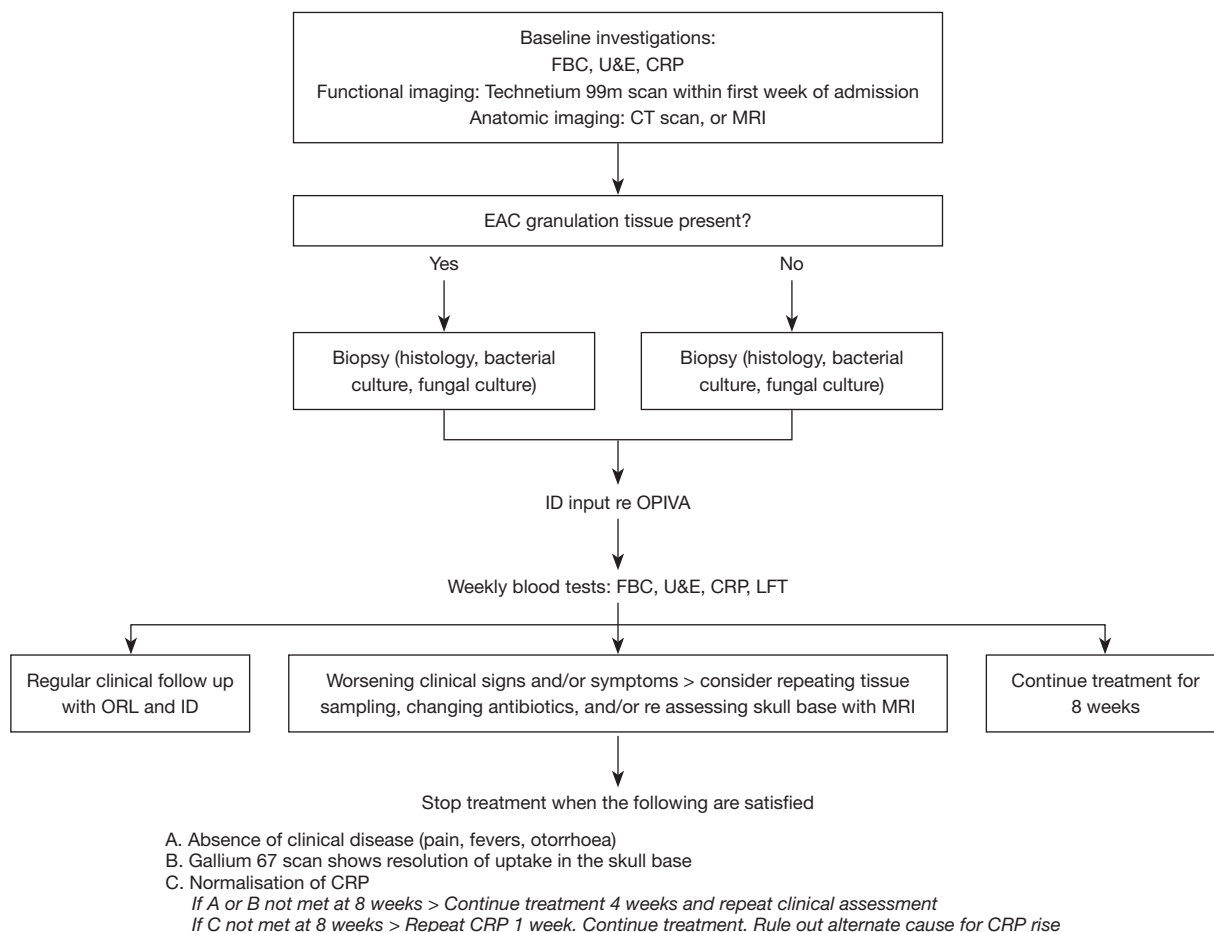 Baseline investigations:
FBC, U&E, CRP
Functional imaging: Technetium 99m scan within first week of admission
Anatomic imaging: CT scan, or MRI
EAC granulation tissue present?
Yes
No
Biopsy (histology, bacterial
culture, fungal culture)
Biopsy (histology, bacterial
culture, fungal culture)
ID input re OPIVA
Weekly blood tests: FBC, U&E, CRP, LFT
Regular clinical follow up
with ORL and ID
Worsening clinical signs and/or symptoms > consider repeating tissue
sampling, changing antibiotics, and/or re assessing skull base with MRI
Continue treatment for
8 weeks
Stop treatment when the following are satisfied
A. Absence of clinical disease (pain, fevers, otorrhoea)
B. Gallium 67 scan shows resolution of uptake in the skull base
C. Normalisation of CRP
If A or B not met at 8 weeks > Continue treatment 4 weeks and repeat clinical assessment
If C not met at 8 weeks > Repeat CRP 1 week. Continue treatment. Rule out alternate cause for CRP rise